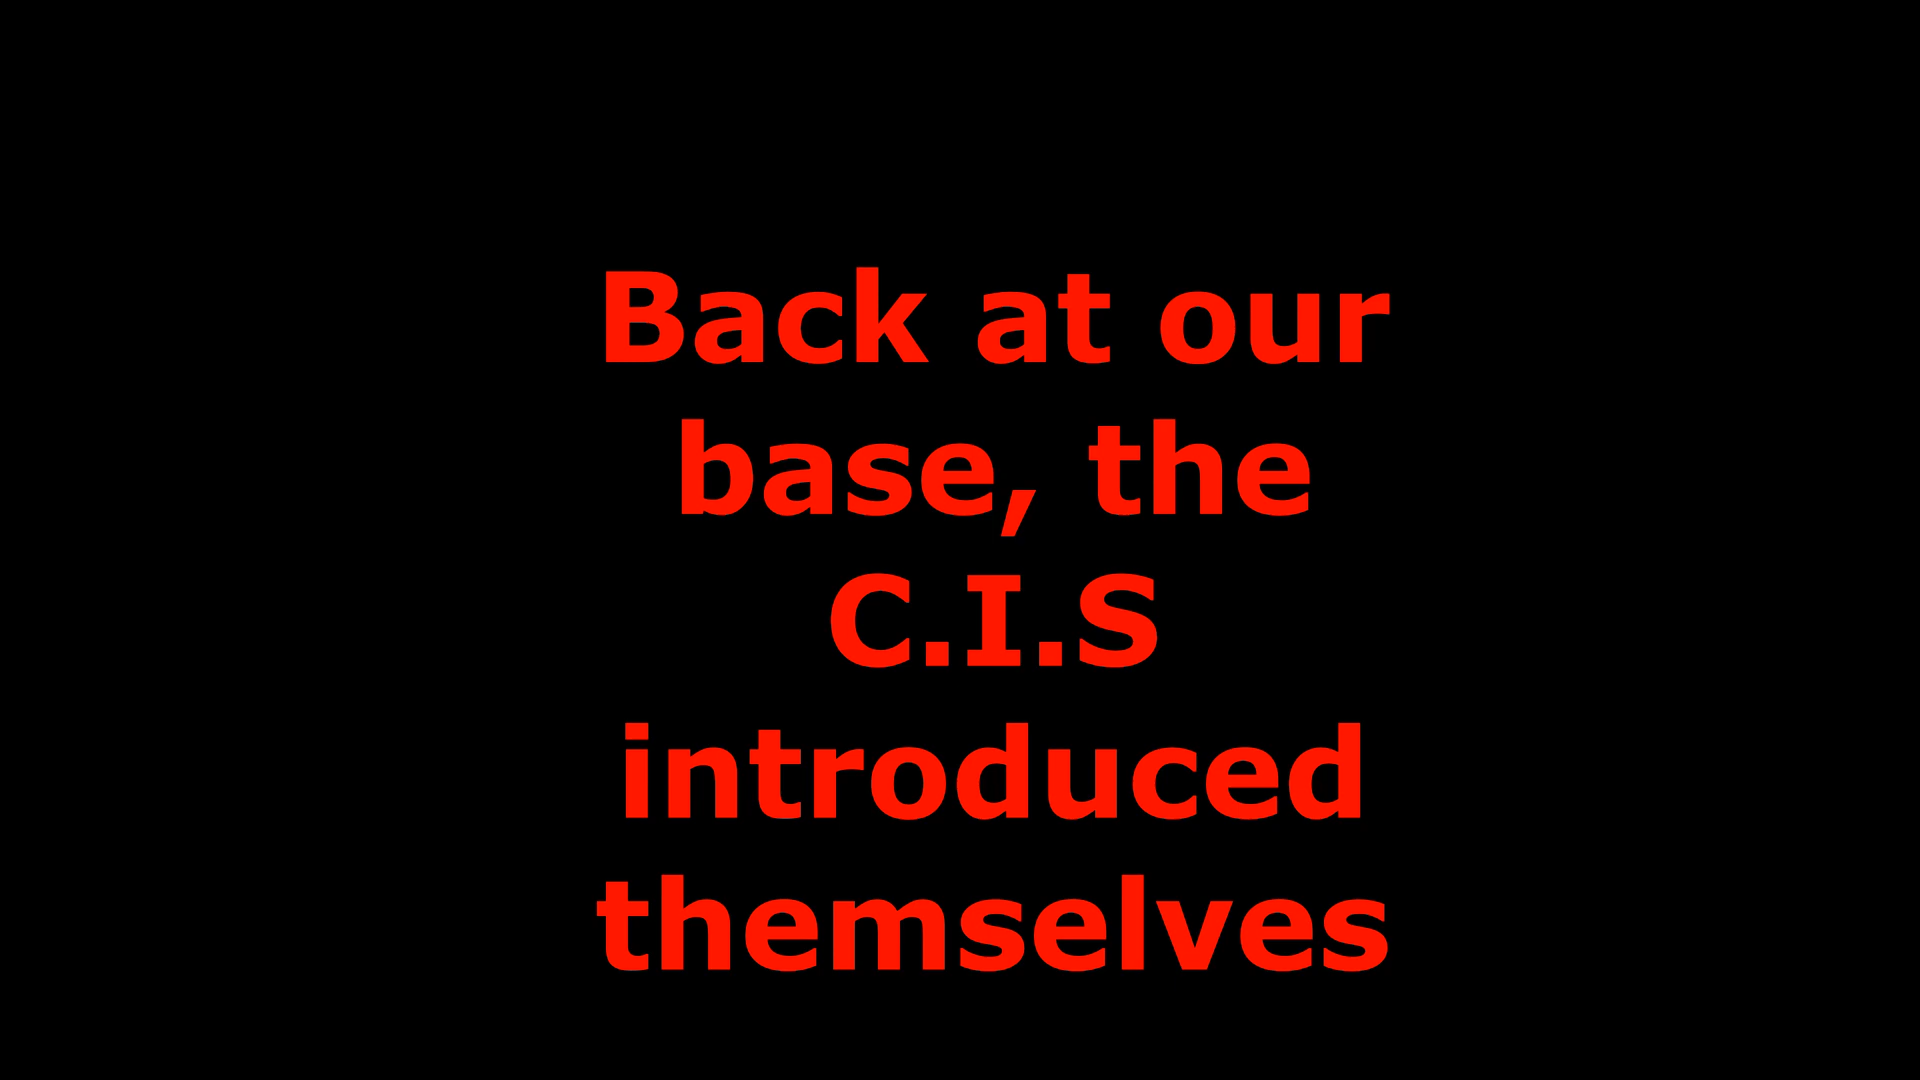 Back at our
base, the
C.I.S
introduced
themselves